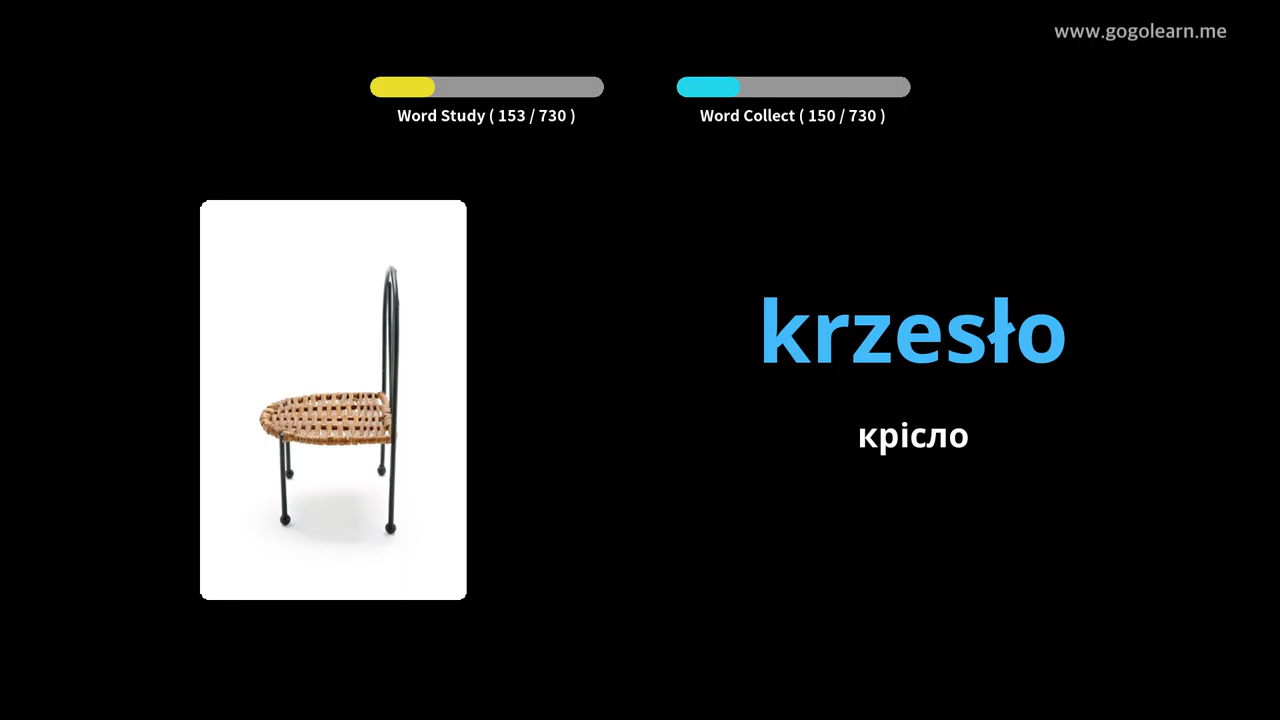 www.gogolearn.me
Word Study ( 153 / 730 )
Word Collect ( 150 / 730 )
krzesło
крісло